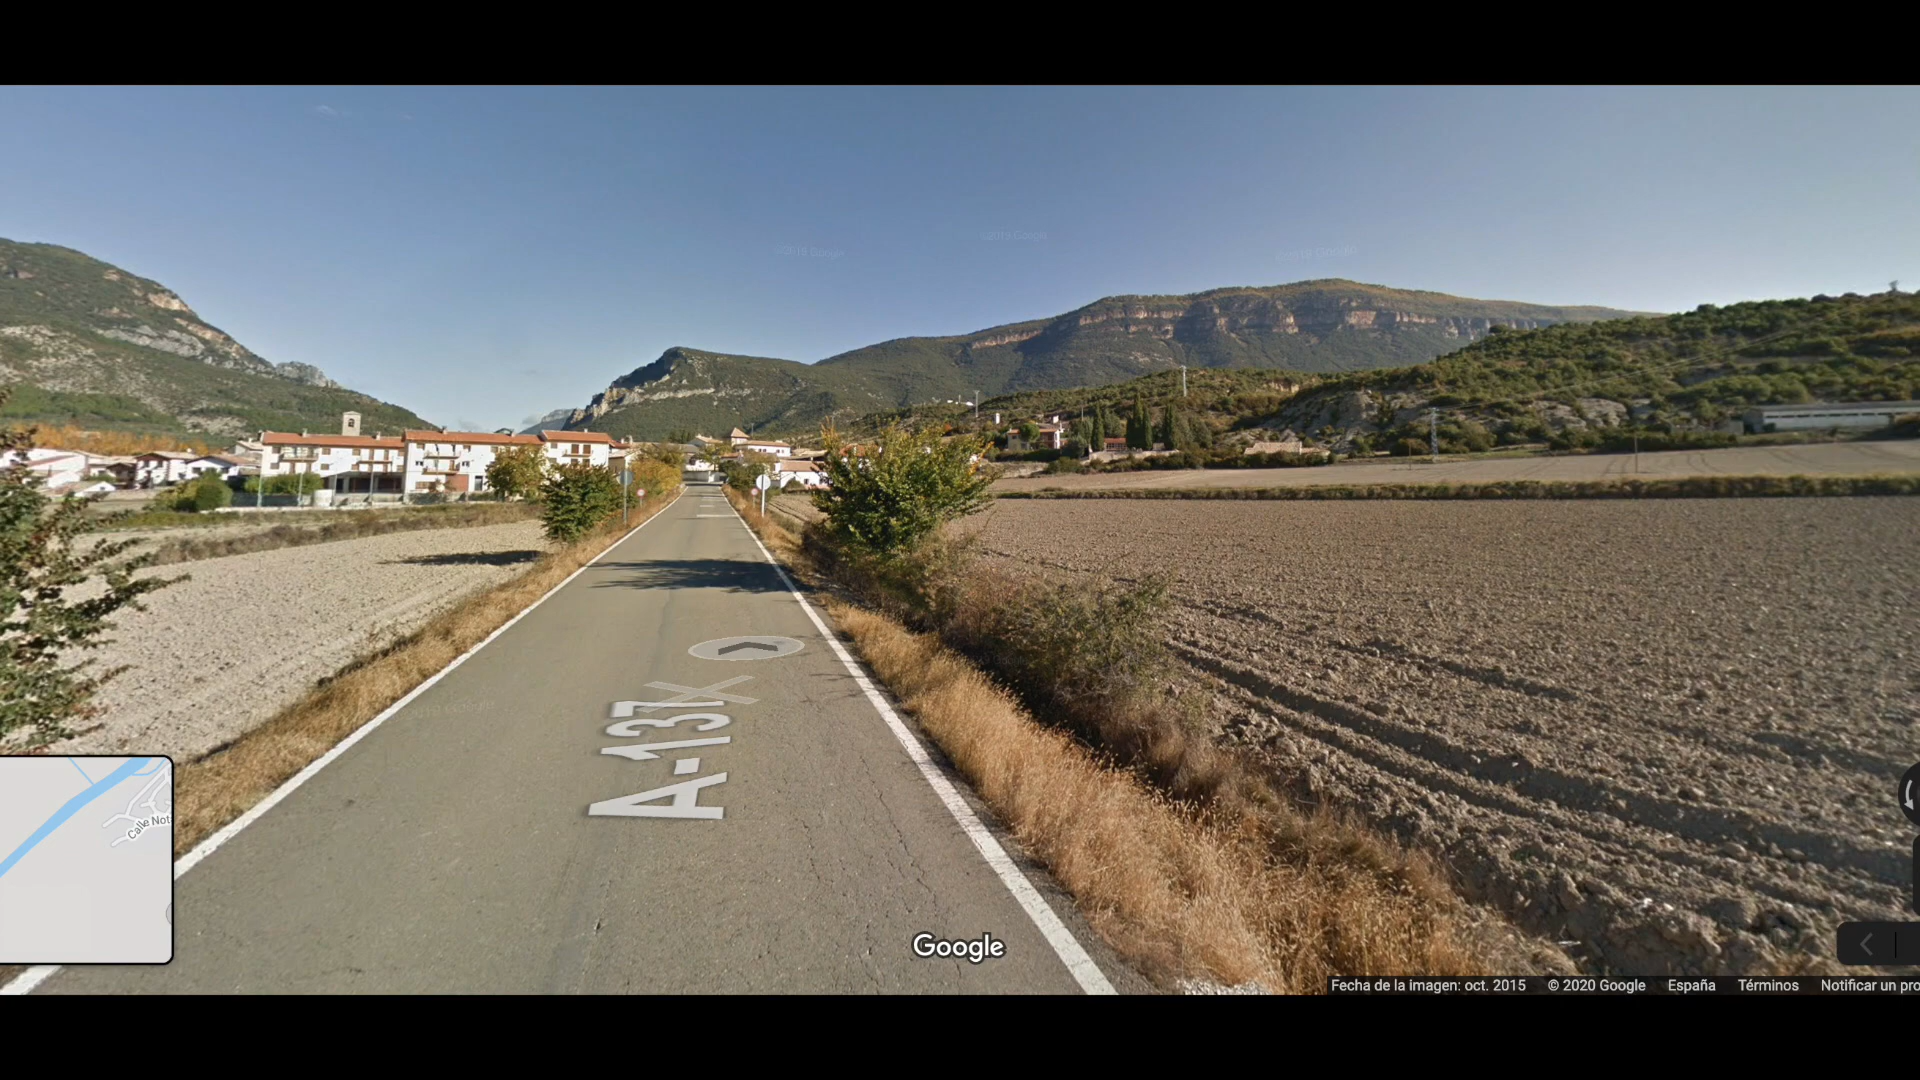 A-137
Calle Not
Google
Fecha de la imagen: oct. 2015 © 2020 Google España Términos Notificar un pro